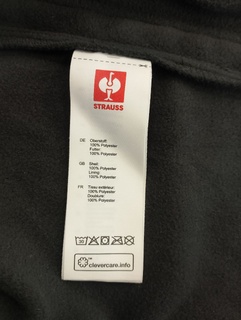 STRAUSS
DE Oberstoff:
100% Polyester
Futter:
100% Polyester
GB Shell:
100% Polyester
Lining:
100% Polyester
FR Tissu extérieur:
100% Polyester
Doublure:
100% Polyester
30
clevercare.info